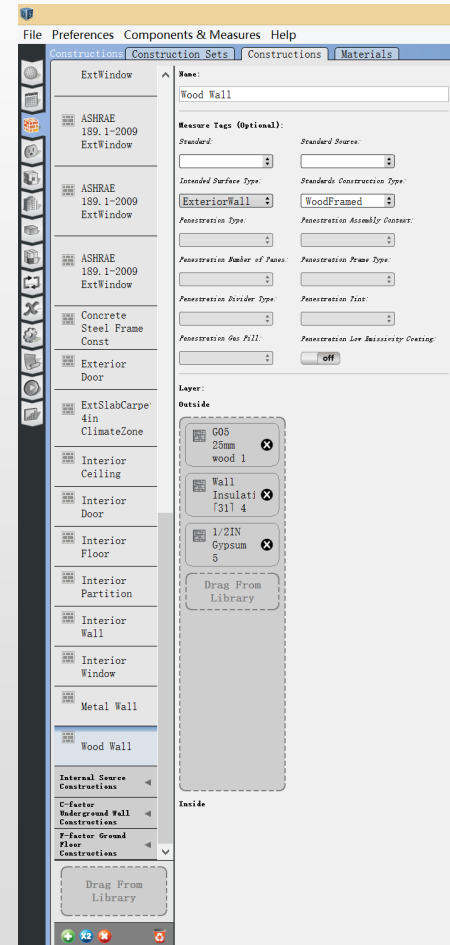 File Preferences Components & Measures Help
Constructions Construction Sets Constructions Materials
ExtWindow
ASHRAE
189.1-2009
ExtWindow
ASHRAE
189.1-2009
ExtWindow
ASHRAE
189.1-2009
ExtWindow
Concrete
Steel Frame
Const
Exterior
Door
ExtSlabCarpe
4in
ClimateZone
Interior
Ceiling
Interior
Door
Interior
Floor
Interior
Partition
Interior
Wall
Interior
Window
Metal Wall
Wood Wall
Internal Source
Constructions
C-factor
Underground Wall
Constructions
F-factor Ground
Floor
Constructions
Drag From
Library
X2
Name:
Wood Wall
Measure Tags (Optional):
Standard: Standard Source:
Intended Surface Type: Standards Construction Type:
ExteriorWall WoodFramed
Fenestration Type: Fenestration Assembly Context:
Fenestration Number of Panes: Fenestration Frame Type:
Fenestration Divider Type: Fenestration Tint:
Fenestration Gas Fill: Fenestration Low Emissivity Coating:
off
Layer:
Outside
G05
25mm
wood 1
Wall
Insulati
[31] 4
1/2IN
Gypsum
5
Drag From
Library
Inside